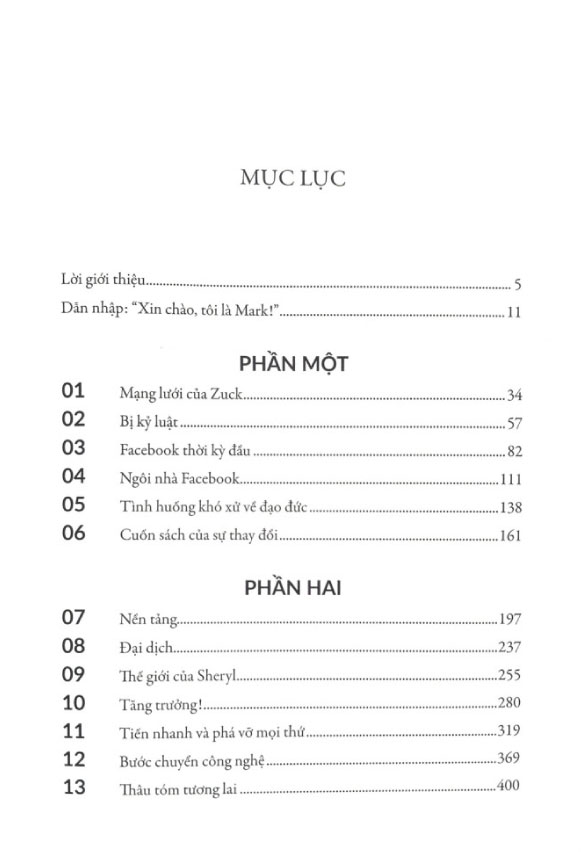 MỤC LỤC
Lời giới thiệu 5
Dẫn nhập: “Xin chào, tôi là Mark!” 11
PHẦN MỘT
01 Mạng lưới của Zuck 34
02 Bị kỷ luật 57
03 Facebook thời kỳ đầu 82
04 Ngôi nhà Facebook 111
05 Tình huống khó xử về đạo đức 138
06 Cuốn sách của sự thay đổi 161
PHẦN HAI
07 Nền tảng 197
08 Đại dịch 237
09 Thế giới của Sheryl 255
10 Tăng trưởng! 280
11 Tiến nhanh và phá vỡ mọi thứ 319
12 Bước chuyển công nghệ 369
13 Thâu tóm tương lai 400